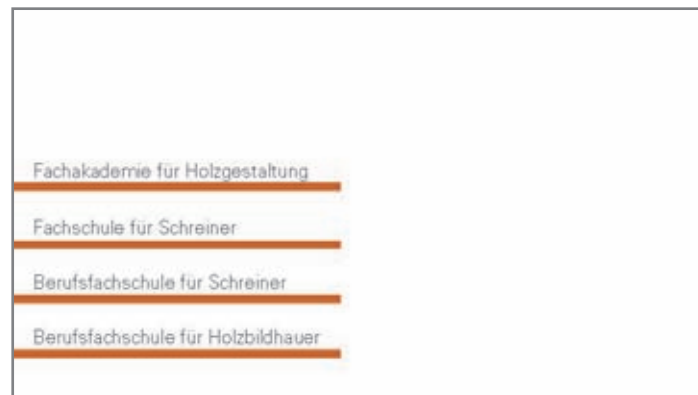 Fachakademie für Holzgestaltung
Fachschule für Schreiner
Berufsfachschule für Schreiner
Berufsfachschule für Holzbildhauer